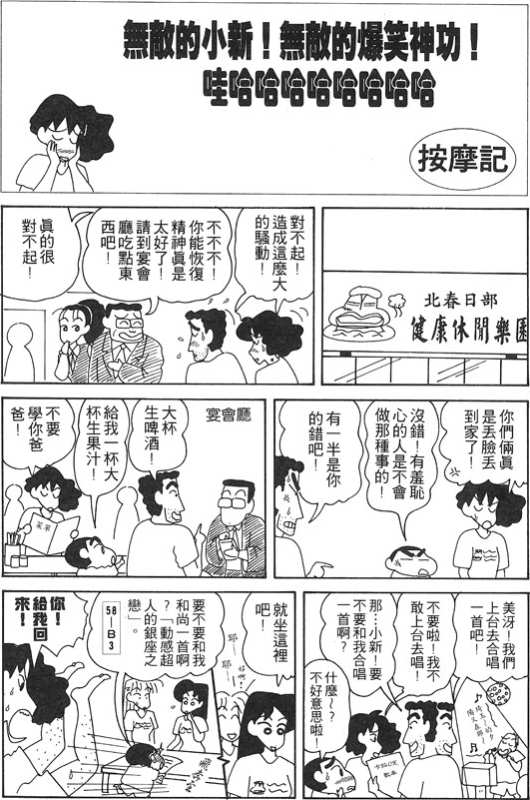 無敵的小新！無敵的爆笑神功！
哇哈哈哈哈哈哈哈
按摩記
北春日部
健康休閒樂園
對不起！
造成這麼大
的騷動！
不不不！
你能恢復
精神真是
太好了！
請到宴會
廳吃點東
西吧！
真的很
對不起！
你們倆真
是丟臉丟
到家了！
沒錯！有羞恥
心的人是不會
做那種事的！
有一半是你
的錯吧！
宴會廳
大杯
生啤酒！
給我一杯大
杯生果汁！
不要
學你爸
爸！
菜單
美冴！我們
上台去合唱
一首吧！
不要啦！我不
敢上台去唱！
那…小新！要
不要和我合唱
一首啊？
什麼～？
不好意思啦！
就坐這裡
吧！
耶－
耶－
要不要和我
和尚一首啊
？「動感超
人的銀座之
戀」。
58－B3
你！
給我回
來！